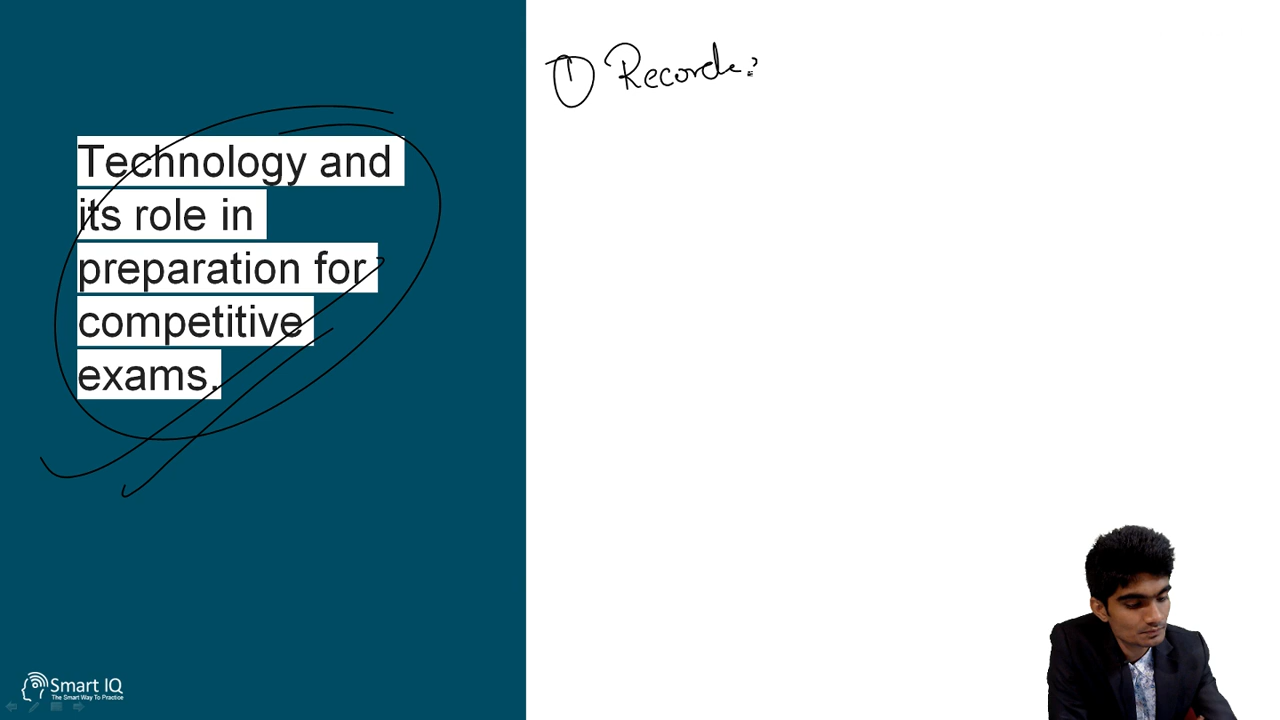 Technology and
its role in
preparation for
competitive
exams.
① Records:
Smart IQ
The Smart Way To Practice